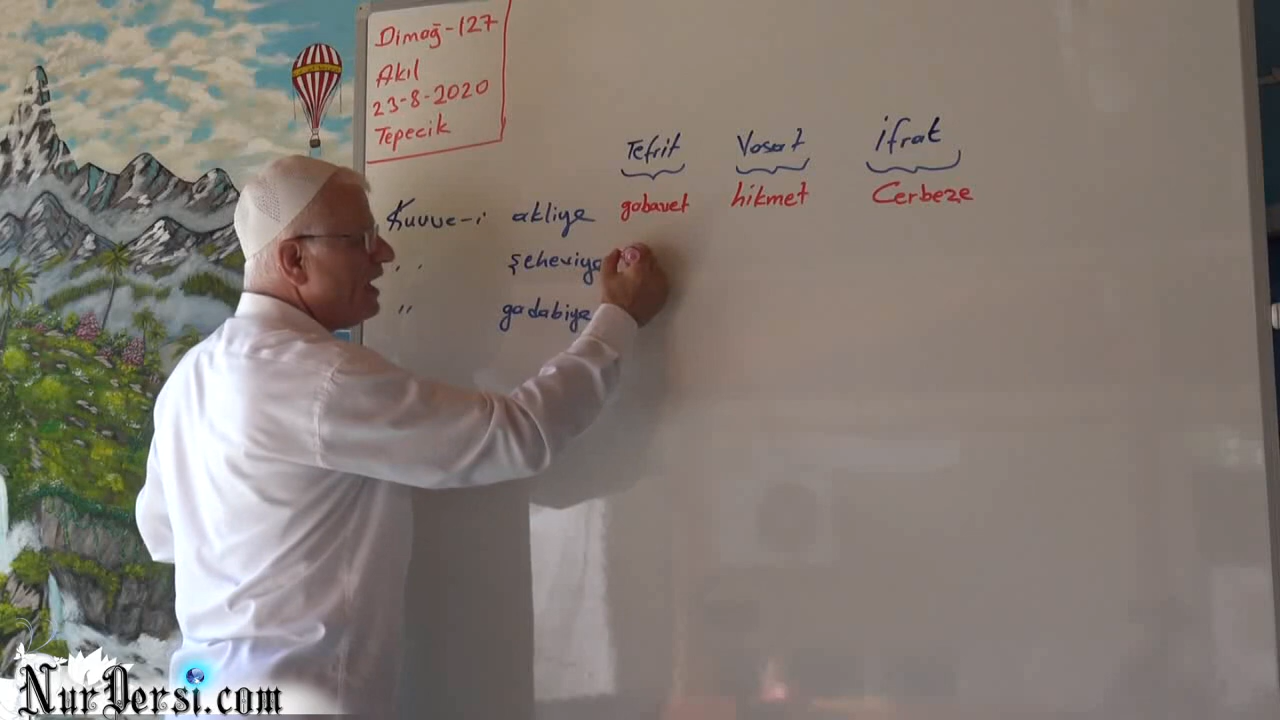 Dimağ-127
Akıl
23-8-2020
Tepecik
Tefrit Vasat İfrat
Kuvve-i akliye gabavet hikmet Cerbeze
,, şeheviye
,, gadabiye
NurDersi.com